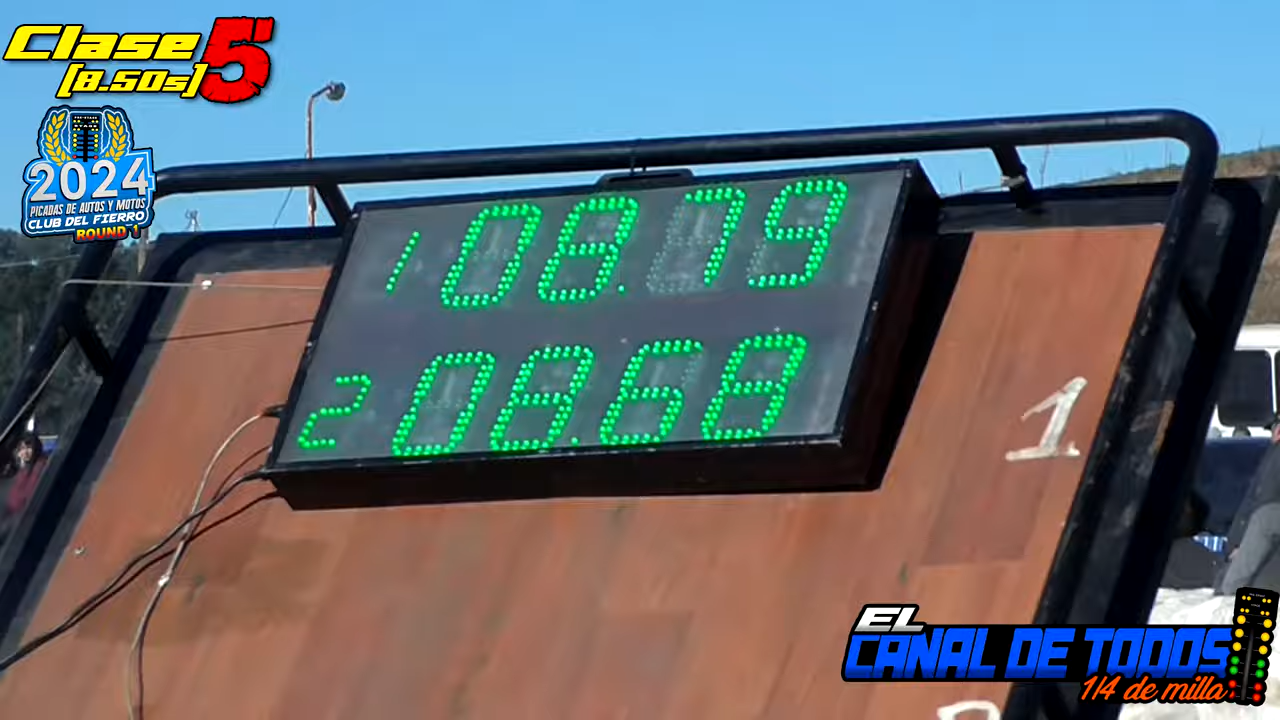 Clase 5
[8.50s]
2024
PICADAS DE AUTOS Y MOTOS
CLUB DEL FIERRO
ROUND 1
1 08.79
2 08.68
1
EL
CANAL DE TODOS
1/4 de milla